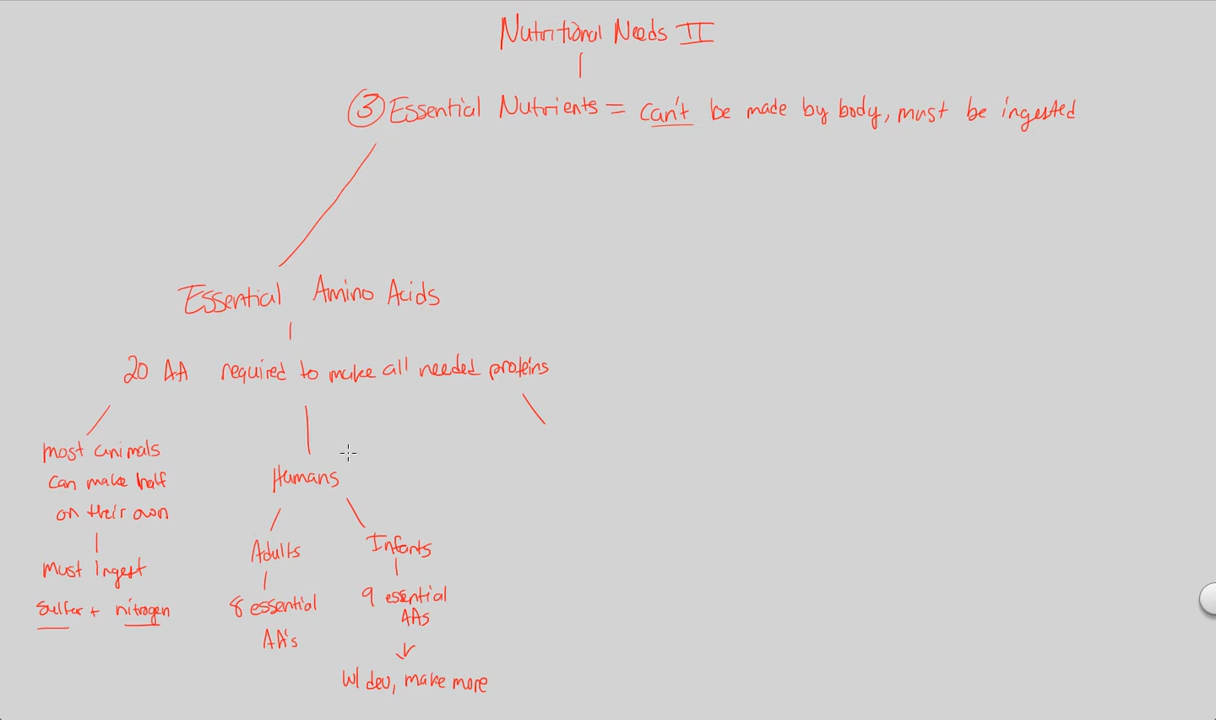 Nutritional Needs II
③ Essential Nutrients = can't be made by body, must be ingested
Essential Amino Acids
20 AA required to make all needed proteins
most animals
can make half
on their own
Must Ingest
sulfur + nitrogen
Humans
Adults
8 essential
AA's
Infants
9 essential
AAs
w/ dev, make more